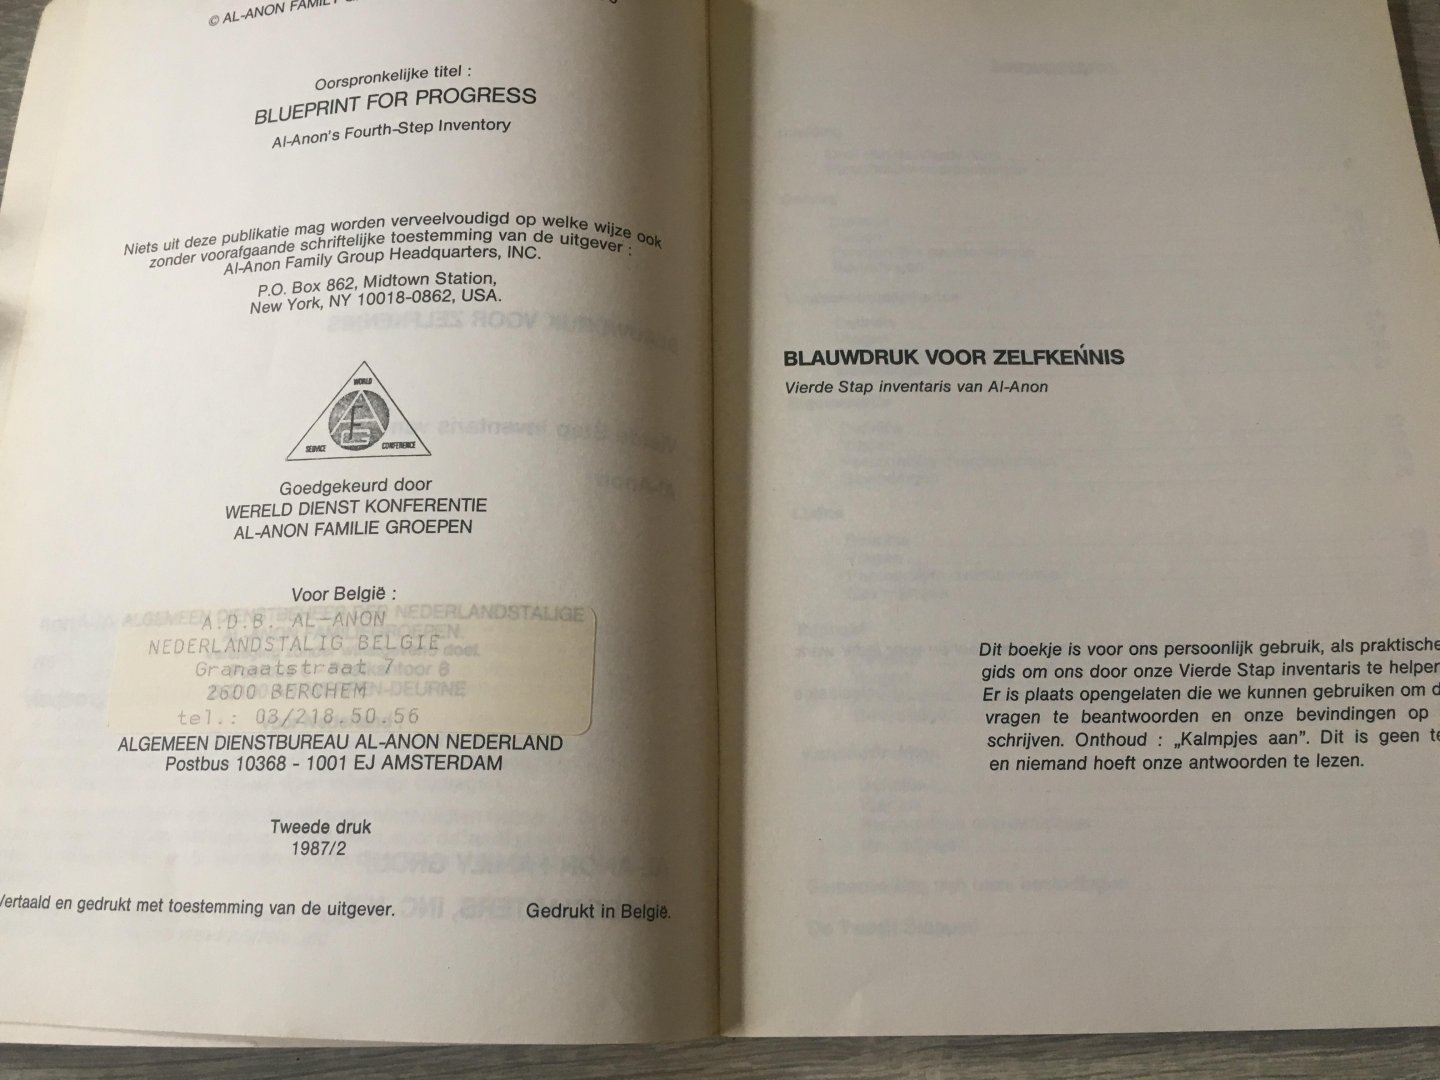 © AL-ANON FAMILY
Oorspronkelijke titel :
BLUEPRINT FOR PROGRESS
Al-Anon's Fourth-Step Inventory
Niets uit deze publikatie mag worden verveelvoudigd op welke wijze ook
zonder voorafgaande schriftelijke toestemming van de uitgever :
Al-Anon Family Group Headquarters, INC.
P.O. Box 862, Midtown Station,
New York, NY 10018-0862, USA.
WORLD
SERVICE CONFERENCE
Goedgekeurd door
WERELD DIENST KONFERENTIE
AL-ANON FAMILIE GROEPEN
Voor België :
A.D.B. AL-ANON
NEDERLANDSTALIG BELGIE
Granaatstraat 7
2600 BERCHEM
tel.: 03/218.50.56
ALGEMEEN DIENSTBUREAU AL-ANON NEDERLAND
Postbus 10368 - 1001 EJ AMSTERDAM
Tweede druk
1987/2
Vertaald en gedrukt met toestemming van de uitgever. Gedrukt in België.
BLAUWDRUK VOOR ZELFKENNIS
Vierde Stap inventaris van Al-Anon
Dit boekje is voor ons persoonlijk gebruik, als praktische
gids om ons door onze Vierde Stap inventaris te helpen
Er is plaats opengelaten die we kunnen gebruiken om
vragen te beantwoorden en onze bevindingen op
schrijven. Onthoud : „Kalmpjes aan”. Dit is geen
en niemand hoeft onze antwoorden te lezen.